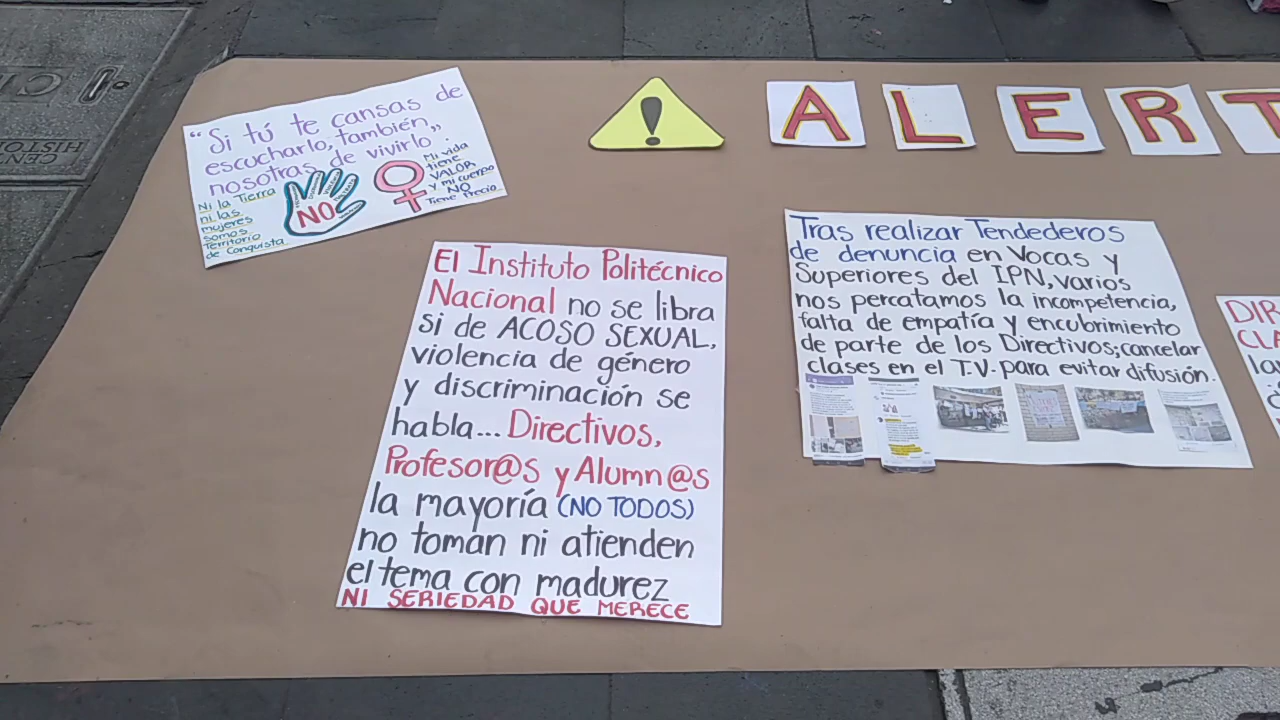 ALERT
"Si tú te cansas de
escucharlo, también,
nosotras de vivirlo."
Ni la Tierra
ni las
mujeres
somos
Territorio
de Conquista
NO
Mi vida
tiene
VALOR
y mi cuerpo
NO
Tiene Precio
El Instituto Politécnico
Nacional no se libra
si de ACOSO SEXUAL,
violencia de género
y discriminación se
habla... Directivos,
Profesor@s y Alumn@s
la mayoría (NO TODOS)
no toman ni atienden
el tema con madurez
NI SERIEDAD QUE MERECE
Tras realizar Tendederos
de denuncia en Vocas y
Superiores del IPN, varios
nos percatamos la incompetencia,
falta de empatía y encubrimiento
de parte de los Directivos; cancelar
clases en el T.V. para evitar difusión.
DIR
CLA